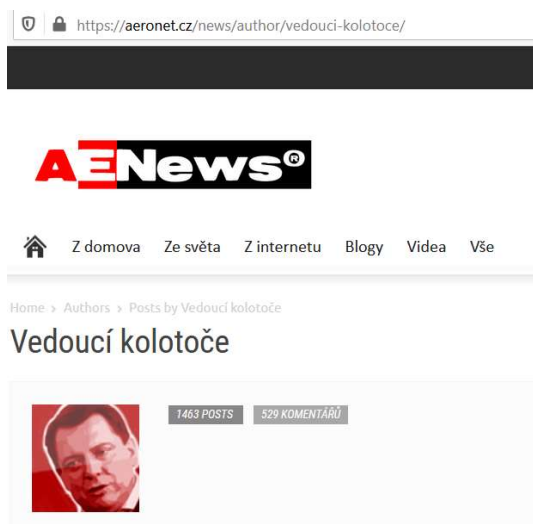 https://aeronet.cz/news/author/vedouci-kolotoce/
AENews®
Z domova Ze světa Z internetu Blogy Videa Vše
Home > Authors > Posts by Vedoucí kolotoče
Vedoucí kolotoče
1463 POSTS 529 KOMENTÁŘŮ